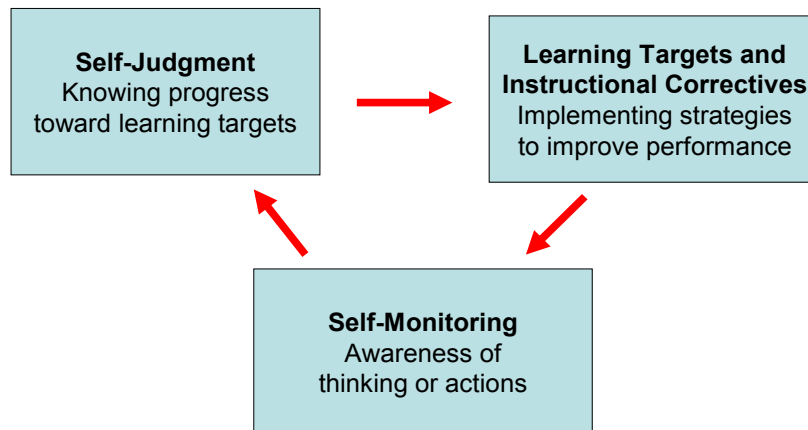 Self-Judgment
Knowing progress
toward learning targets
Learning Targets and
Instructional Correctives
Implementing strategies
to improve performance
Self-Monitoring
Awareness of
thinking or actions